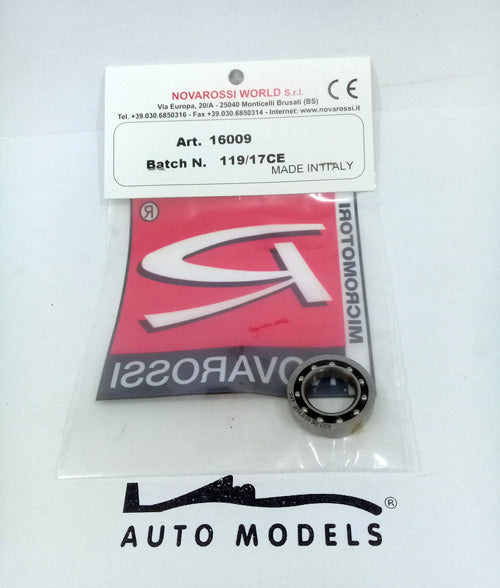 NOVAROSSI WORLD S.r.l.
Via Europa, 20/A - 25040 Monticelli Brusati (BS)
Tel. +39.030.6850316 - Fax +39.030.6850314 - Internet: www.novarossi.it
CE
Art. 16009
Batch N. 119/17CE
MADE IN ITALY
®
MICROMOTORI
NOVAROSSI
®
AUTO MODELS